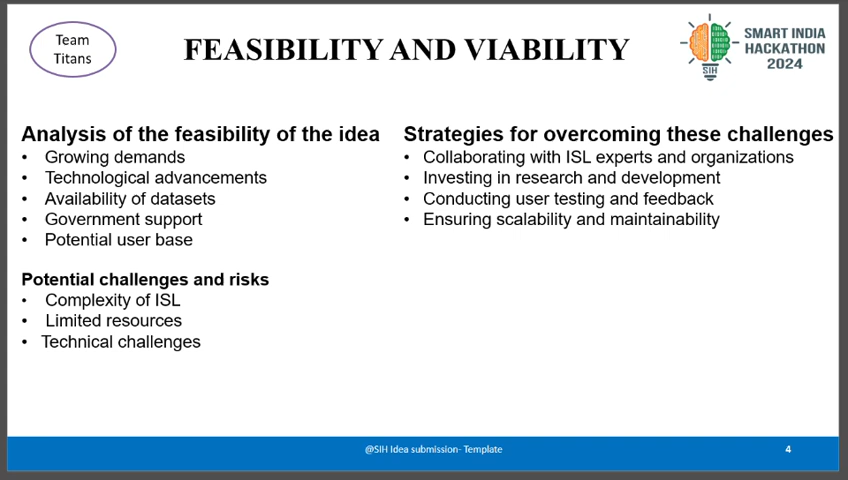 Team
Titans
FEASIBILITY AND VIABILITY
SIH
SMART INDIA
HACKATHON
2024
Analysis of the feasibility of the idea
• Growing demands
• Technological advancements
• Availability of datasets
• Government support
• Potential user base
Potential challenges and risks
• Complexity of ISL
• Limited resources
• Technical challenges
Strategies for overcoming these challenges
• Collaborating with ISL experts and organizations
• Investing in research and development
• Conducting user testing and feedback
• Ensuring scalability and maintainability
@SIH Idea submission- Template
4